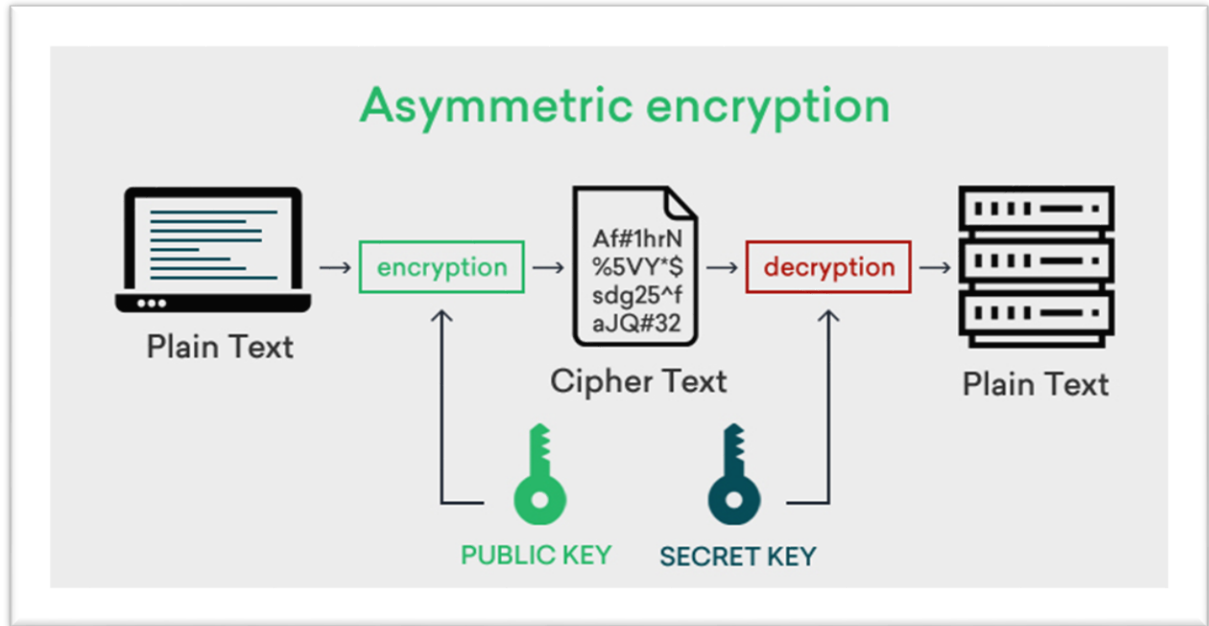 Asymmetric encryption
encryption
Af#1hrN
%5VY*$
sdg25^f
aJQ#32
decryption
Plain Text
Cipher Text
Plain Text
PUBLIC KEY
SECRET KEY